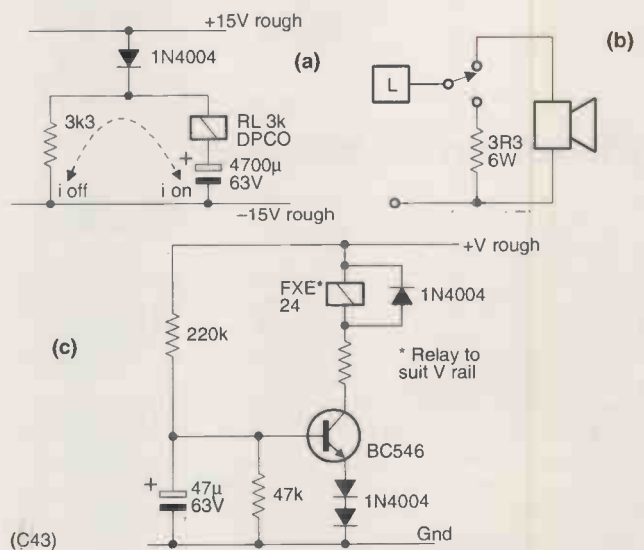 +15V rough
1N4004
(a)
3k3
RL 3k
DPCO
+
4700µ
63V
i off
i on
−15V rough
(b)
L
3R3
6W
+V rough
(c)
FXE*
24
1N4004
220k
* Relay to
suit V rail
BC546
+
47µ
63V
47k
1N4004
Gnd
(C43)